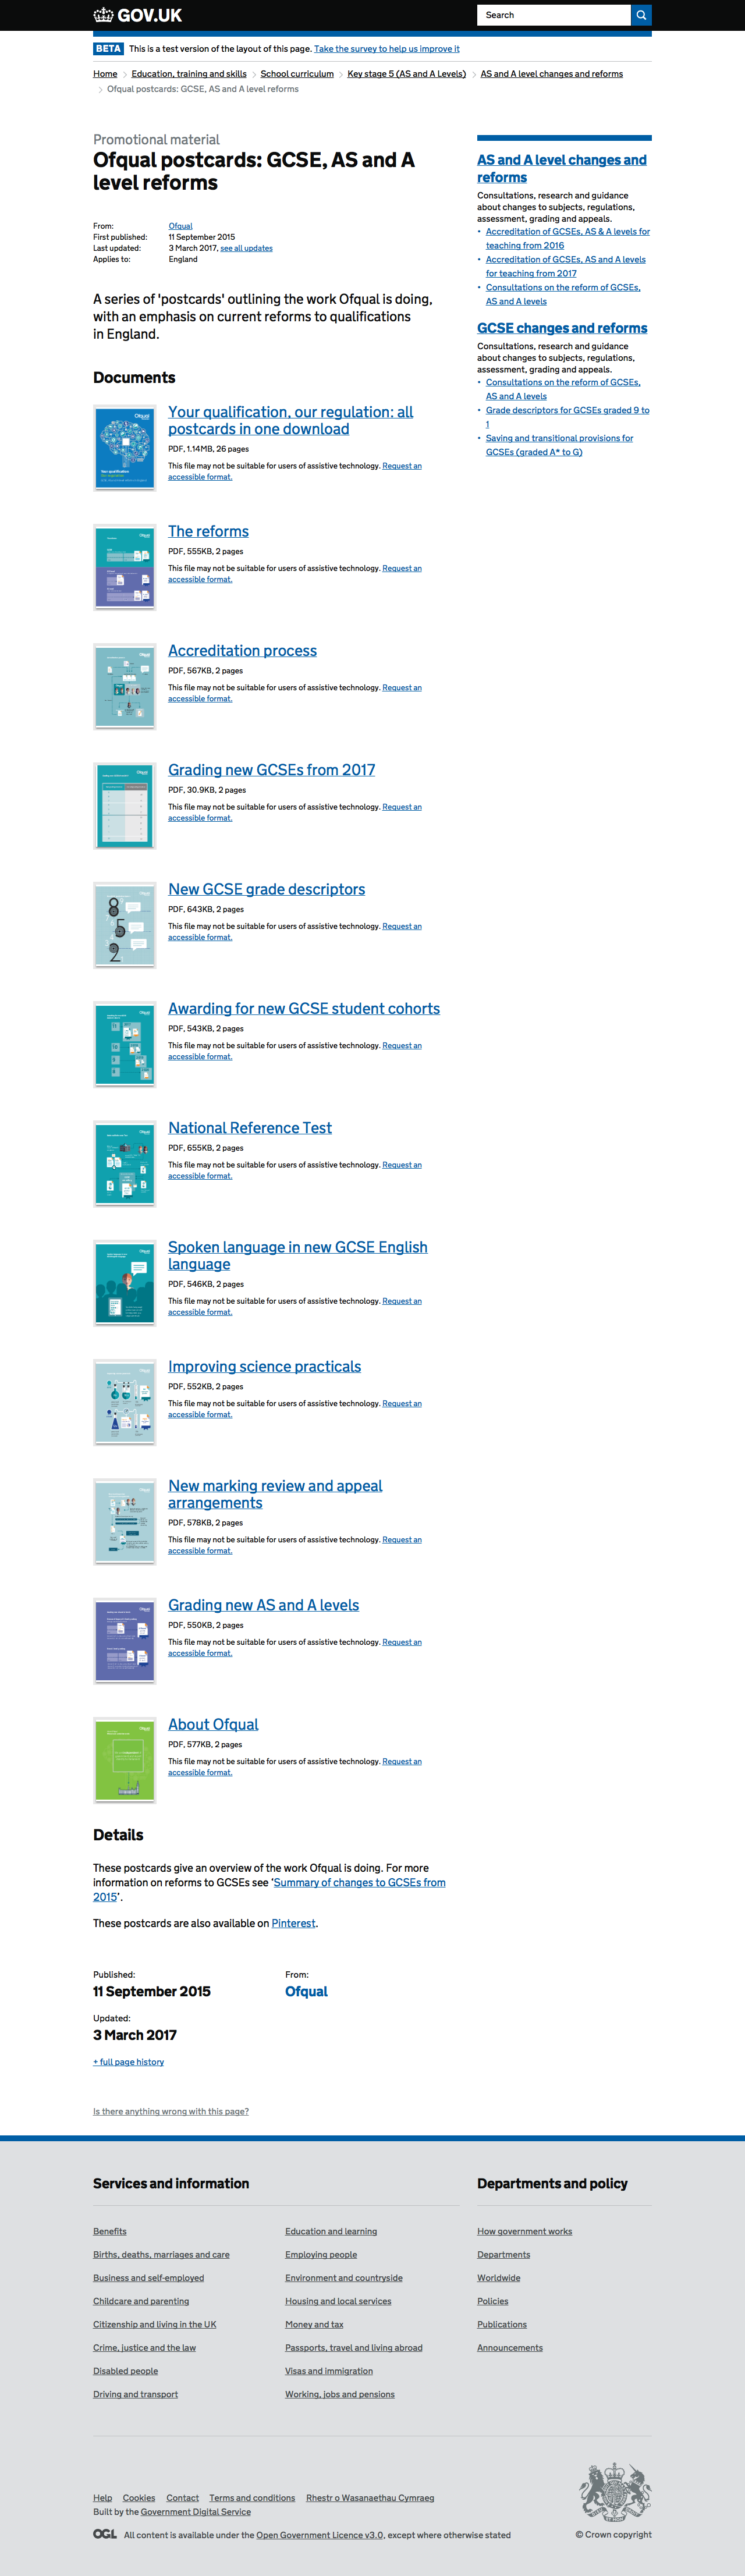 GOV.UK
Search
BETA This is a test version of the layout of this page. Take the survey to help us improve it
Home > Education, training and skills > School curriculum > Key stage 5 (AS and A Levels) > AS and A level changes and reforms
> Ofqual postcards: GCSE, AS and A level reforms
Promotional material
Ofqual postcards: GCSE, AS and A
level reforms
From: Ofqual
First published: 11 September 2015
Last updated: 3 March 2017, see all updates
Applies to: England
A series of 'postcards' outlining the work Ofqual is doing,
with an emphasis on current reforms to qualifications
in England.
AS and A level changes and
reforms
Consultations, research and guidance
about changes to subjects, regulations,
assessment, grading and appeals.
• Accreditation of GCSEs, AS & A levels for
teaching from 2016
• Accreditation of GCSEs, AS and A levels
for teaching from 2017
• Consultations on the reform of GCSEs,
AS and A levels
GCSE changes and reforms
Consultations, research and guidance
about changes to subjects, regulations,
assessment, grading and appeals.
• Consultations on the reform of GCSEs,
AS and A levels
• Grade descriptors for GCSEs graded 9 to
1
• Saving and transitional provisions for
GCSEs (graded A* to G)
Documents
Ofqual
Your qualification
Your qualification, our regulation: all
postcards in one download
PDF, 1.14MB, 26 pages
This file may not be suitable for users of assistive technology. Request an
accessible format.
The reforms
PDF, 555KB, 2 pages
This file may not be suitable for users of assistive technology. Request an
accessible format.
Accreditation process
PDF, 567KB, 2 pages
This file may not be suitable for users of assistive technology. Request an
accessible format.
Grading new GCSEs from 2017
PDF, 30.9KB, 2 pages
This file may not be suitable for users of assistive technology. Request an
accessible format.
8
5
2
New GCSE grade descriptors
PDF, 643KB, 2 pages
This file may not be suitable for users of assistive technology. Request an
accessible format.
Awarding for new GCSE student cohorts
PDF, 543KB, 2 pages
This file may not be suitable for users of assistive technology. Request an
accessible format.
National Reference Test
PDF, 655KB, 2 pages
This file may not be suitable for users of assistive technology. Request an
accessible format.
Spoken language in new GCSE English
language
PDF, 546KB, 2 pages
This file may not be suitable for users of assistive technology. Request an
accessible format.
Improving science practicals
PDF, 552KB, 2 pages
This file may not be suitable for users of assistive technology. Request an
accessible format.
New marking review and appeal
arrangements
PDF, 578KB, 2 pages
This file may not be suitable for users of assistive technology. Request an
accessible format.
Grading new AS and A levels
PDF, 550KB, 2 pages
This file may not be suitable for users of assistive technology. Request an
accessible format.
About Ofqual
PDF, 577KB, 2 pages
This file may not be suitable for users of assistive technology. Request an
accessible format.
Details
These postcards give an overview of the work Ofqual is doing. For more
information on reforms to GCSEs see 'Summary of changes to GCSEs from
2015'.
These postcards are also available on Pinterest.
Published: From:
11 September 2015 Ofqual
Updated:
3 March 2017
+ full page history
Is there anything wrong with this page?
Services and information
Departments and policy
Benefits
Births, deaths, marriages and care
Business and self-employed
Childcare and parenting
Citizenship and living in the UK
Crime, justice and the law
Disabled people
Driving and transport
Education and learning
Employing people
Environment and countryside
Housing and local services
Money and tax
Passports, travel and living abroad
Visas and immigration
Working, jobs and pensions
How government works
Departments
Worldwide
Policies
Publications
Announcements
Help Cookies Contact Terms and conditions Rhestr o Wasanaethau Cymraeg
Built by the Government Digital Service
OGL All content is available under the Open Government Licence v3.0, except where otherwise stated
© Crown copyright